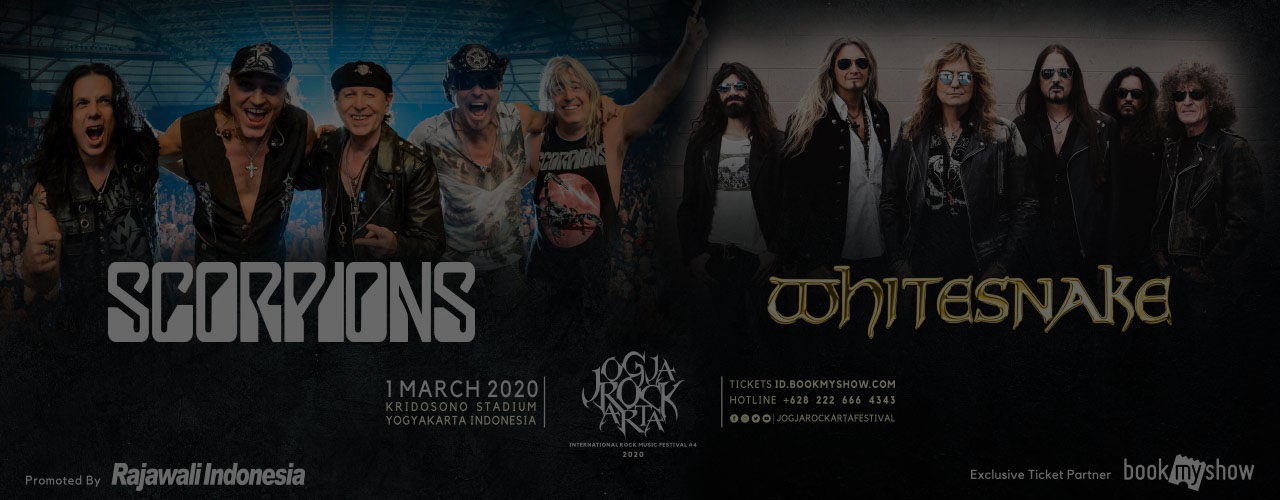 SCORPIONS
SCORPIONS
WHITESNAKE
1 MARCH 2020
KRIDOSONO STADIUM
YOGYAKARTA INDONESIA
JOGJA
ROCK
ARTA
INTERNATIONAL ROCK MUSIC FESTIVAL #4
2020
TICKETS ID.BOOKMYSHOW.COM
HOTLINE +628 222 666 4343
JOGJAROCKARTAFESTIVAL
Promoted By Rajawali Indonesia
Exclusive Ticket Partner bookmyshow